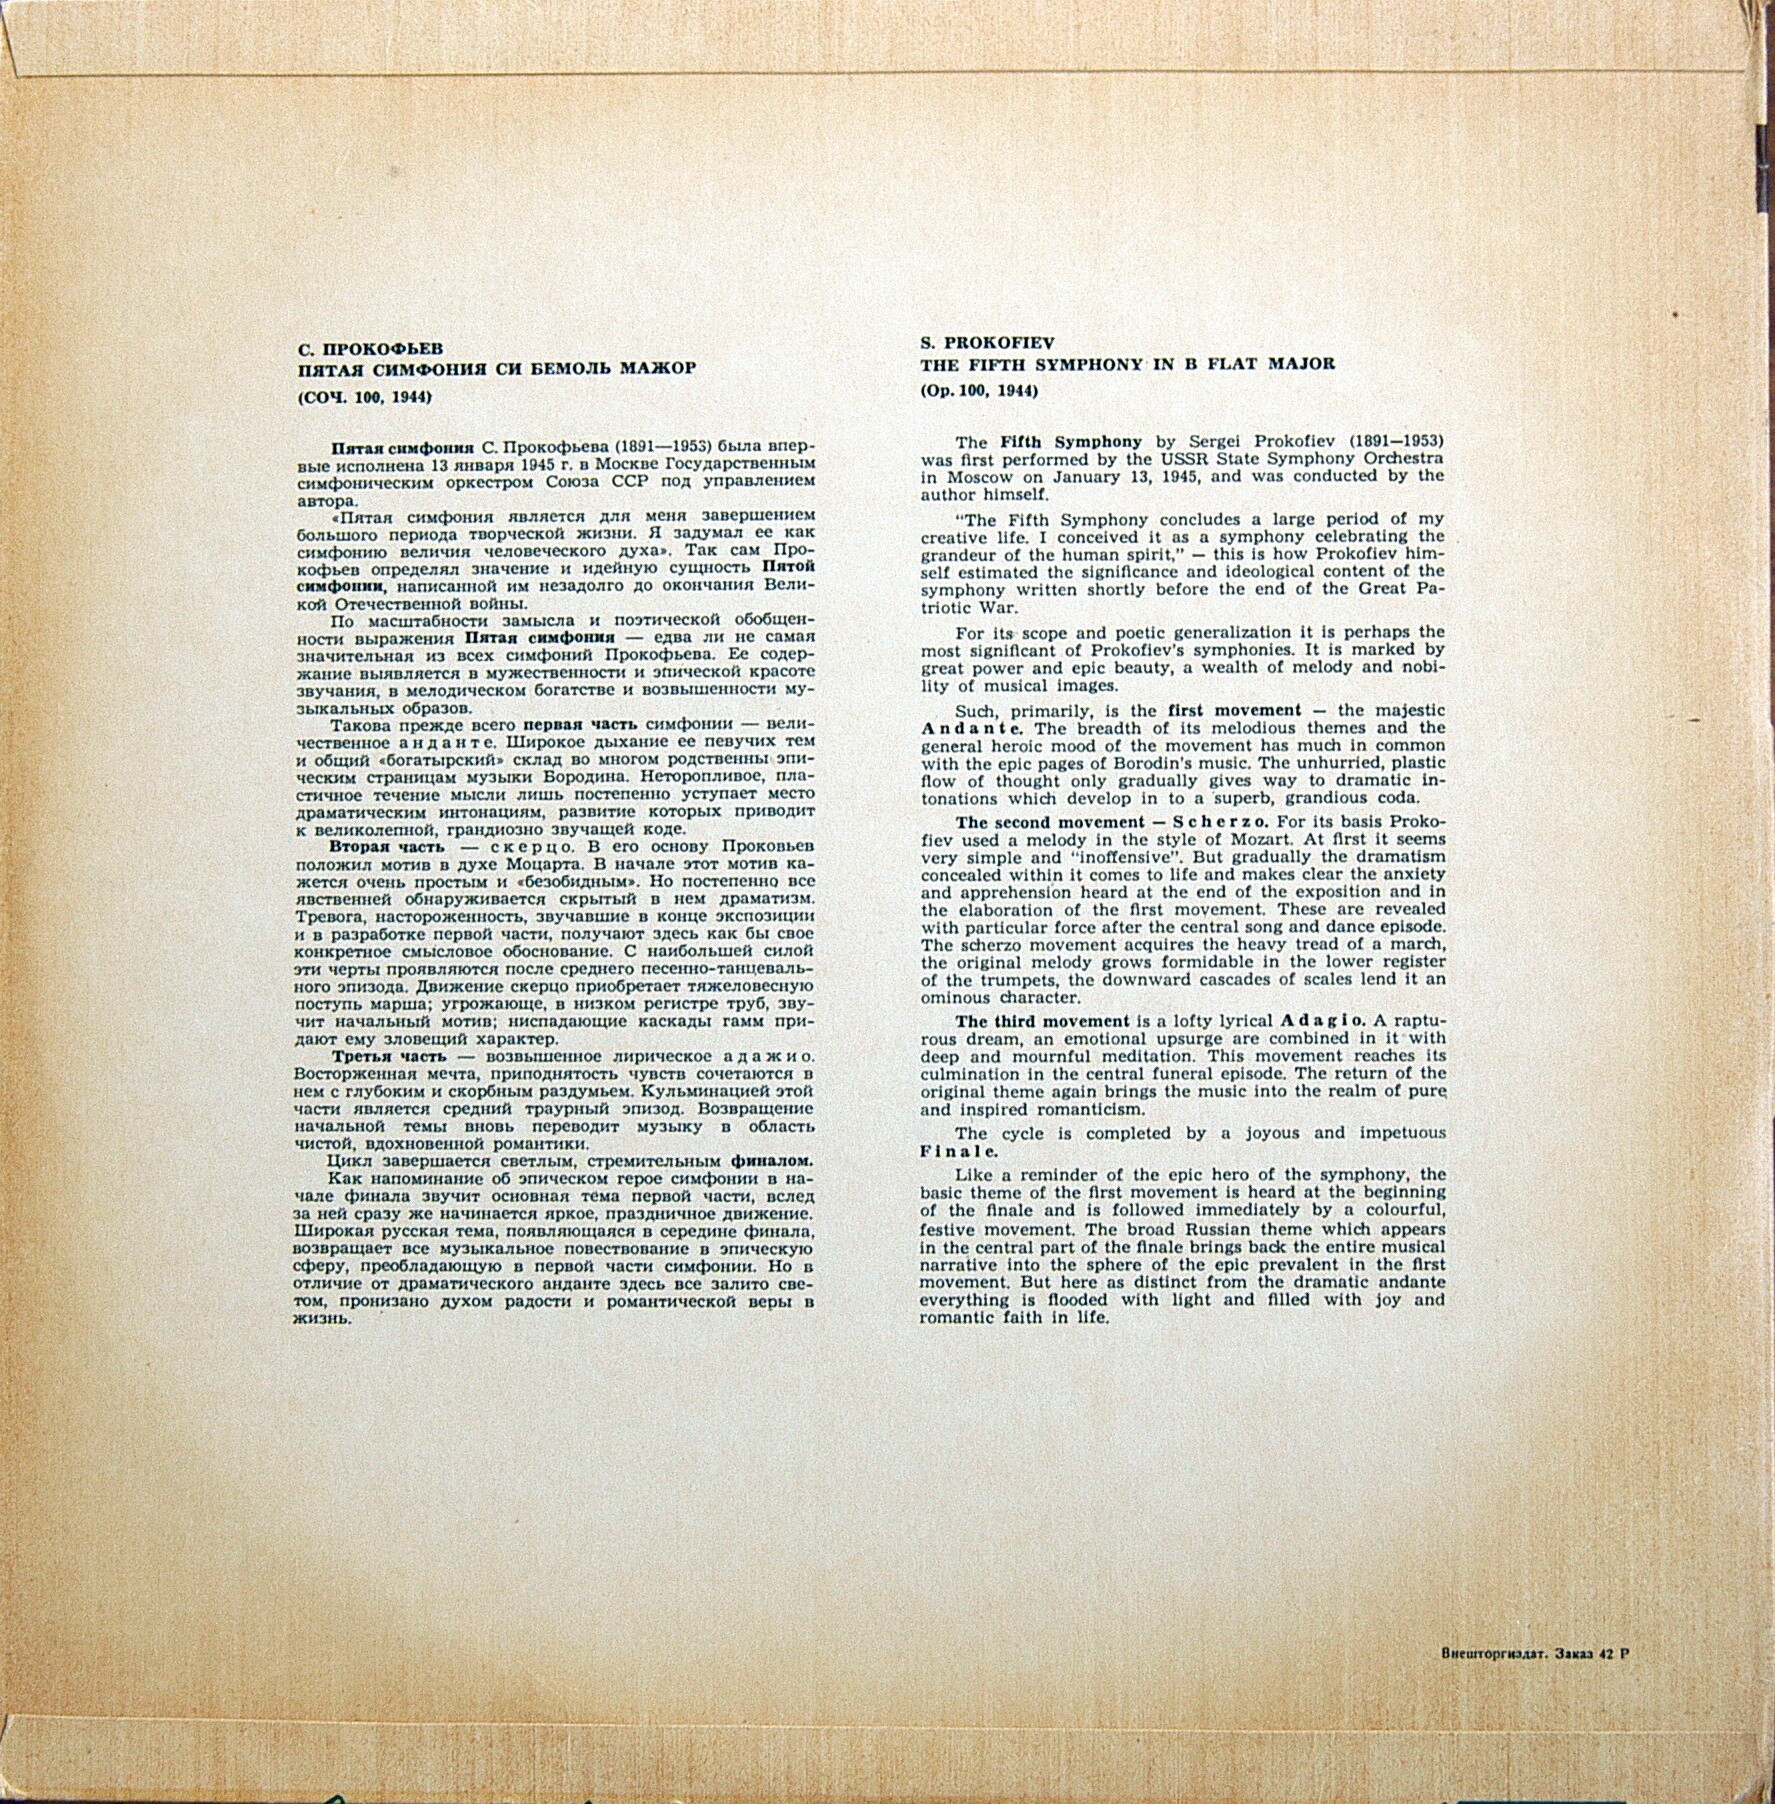 С. ПРОКОФЬЕВ
ПЯТАЯ СИМФОНИЯ СИ БЕМОЛЬ МАЖОР
(СОЧ. 100, 1944)
Пятая симфония С. Прокофьева (1891—1953) была впер-
вые исполнена 13 января 1945 г. в Москве Государственным
симфоническим оркестром Союза ССР под управлением
автора.
«Пятая симфония является для меня завершением
большого периода творческой жизни. Я задумал ее как
симфонию величия человеческого духа». Так сам Про-
кофьев определял значение и идейную сущность Пятой
симфонии, написанной им незадолго до окончания Вели-
кой Отечественной войны.
По масштабности замысла и поэтической обобщен-
ности выражения Пятая симфония — едва ли не самая
значительная из всех симфоний Прокофьева. Ее содер-
жание выявляется в мужественности и эпической красоте
звучания, в мелодическом богатстве и возвышенности му-
зыкальных образов.
Такова прежде всего первая часть симфонии — вели-
чественное анданте. Широкое дыхание ее певучих тем
и общий «богатырский» склад во многом родственны эпи-
ческим страницам музыки Бородина. Неторопливое, пла-
стичное течение мысли лишь постепенно уступает место
драматическим интонациям, развитие которых приводит
к великолепной, грандиозно звучащей коде.
Вторая часть — скерцо. В его основу Проковьев
положил мотив в духе Моцарта. В начале этот мотив ка-
жется очень простым и «безобидным». Но постепенно все
явственней обнаруживается скрытый в нем драматизм.
Тревога, настороженность, звучавшие в конце экспозиции
и в разработке первой части, получают здесь как бы свое
конкретное смысловое обоснование. С наибольшей силой
эти черты проявляются после среднего песенно-танцеваль-
ного эпизода. Движение скерцо приобретает тяжеловесную
поступь марша; угрожающе, в низком регистре труб, зву-
чит начальный мотив; ниспадающие каскады гамм при-
дают ему зловещий характер.
Третья часть — возвышенное лирическое адажио.
Восторженная мечта, приподнятость чувств сочетаются в
нем с глубоким и скорбным раздумьем. Кульминацией этой
части является средний траурный эпизод. Возвращение
начальной темы вновь переводит музыку в область
чистой, вдохновенной романтики.
Цикл завершается светлым, стремительным финалом.
Как напоминание об эпическом герое симфонии в на-
чале финала звучит основная тема первой части, вслед
за ней сразу же начинается яркое, праздничное движение.
Широкая русская тема, появляющаяся в середине финала,
возвращает все музыкальное повествование в эпическую
сферу, преобладающую в первой части симфонии. Но в
отличие от драматического анданте здесь все залито све-
том, пронизано духом радости и романтической веры в
жизнь.
S. PROKOFIEV
THE FIFTH SYMPHONY IN B FLAT MAJOR
(Op. 100, 1944)
The Fifth Symphony by Sergei Prokofiev (1891—1953)
was first performed by the USSR State Symphony Orchestra
in Moscow on January 13, 1945, and was conducted by the
author himself.
"The Fifth Symphony concludes a large period of my
creative life. I conceived it as a symphony celebrating the
grandeur of the human spirit," — this is how Prokofiev him-
self estimated the significance and ideological content of the
symphony written shortly before the end of the Great Pa-
triotic War.
For its scope and poetic generalization it is perhaps the
most significant of Prokofiev's symphonies. It is marked by
great power and epic beauty, a wealth of melody and nobi-
lity of musical images.
Such, primarily, is the first movement — the majestic
Andante. The breadth of its melodious themes and the
general heroic mood of the movement has much in common
with the epic pages of Borodin's music. The unhurried, plastic
flow of thought only gradually gives way to dramatic in-
tonations which develop in to a superb, grandious coda.
The second movement — Scherzo. For its basis Proko-
fiev used a melody in the style of Mozart. At first it seems
very simple and "inoffensive". But gradually the dramatism
concealed within it comes to life and makes clear the anxiety
and apprehension heard at the end of the exposition and in
the elaboration of the first movement. These are revealed
with particular force after the central song and dance episode.
The scherzo movement acquires the heavy tread of a march,
the original melody grows formidable in the lower register
of the trumpets, the downward cascades of scales lend it an
ominous character.
The third movement is a lofty lyrical Adagio. A raptu-
rous dream, an emotional upsurge are combined in it with
deep and mournful meditation. This movement reaches its
culmination in the central funeral episode. The return of the
original theme again brings the music into the realm of pure
and inspired romanticism.
The cycle is completed by a joyous and impetuous
Finale.
Like a reminder of the epic hero of the symphony, the
basic theme of the first movement is heard at the beginning
of the finale and is followed immediately by a colourful,
festive movement. The broad Russian theme which appears
in the central part of the finale brings back the entire musical
narrative into the sphere of the epic prevalent in the first
movement. But here as distinct from the dramatic andante
everything is flooded with light and filled with joy and
romantic faith in life.
Внешторгиздат. Заказ 42 Р